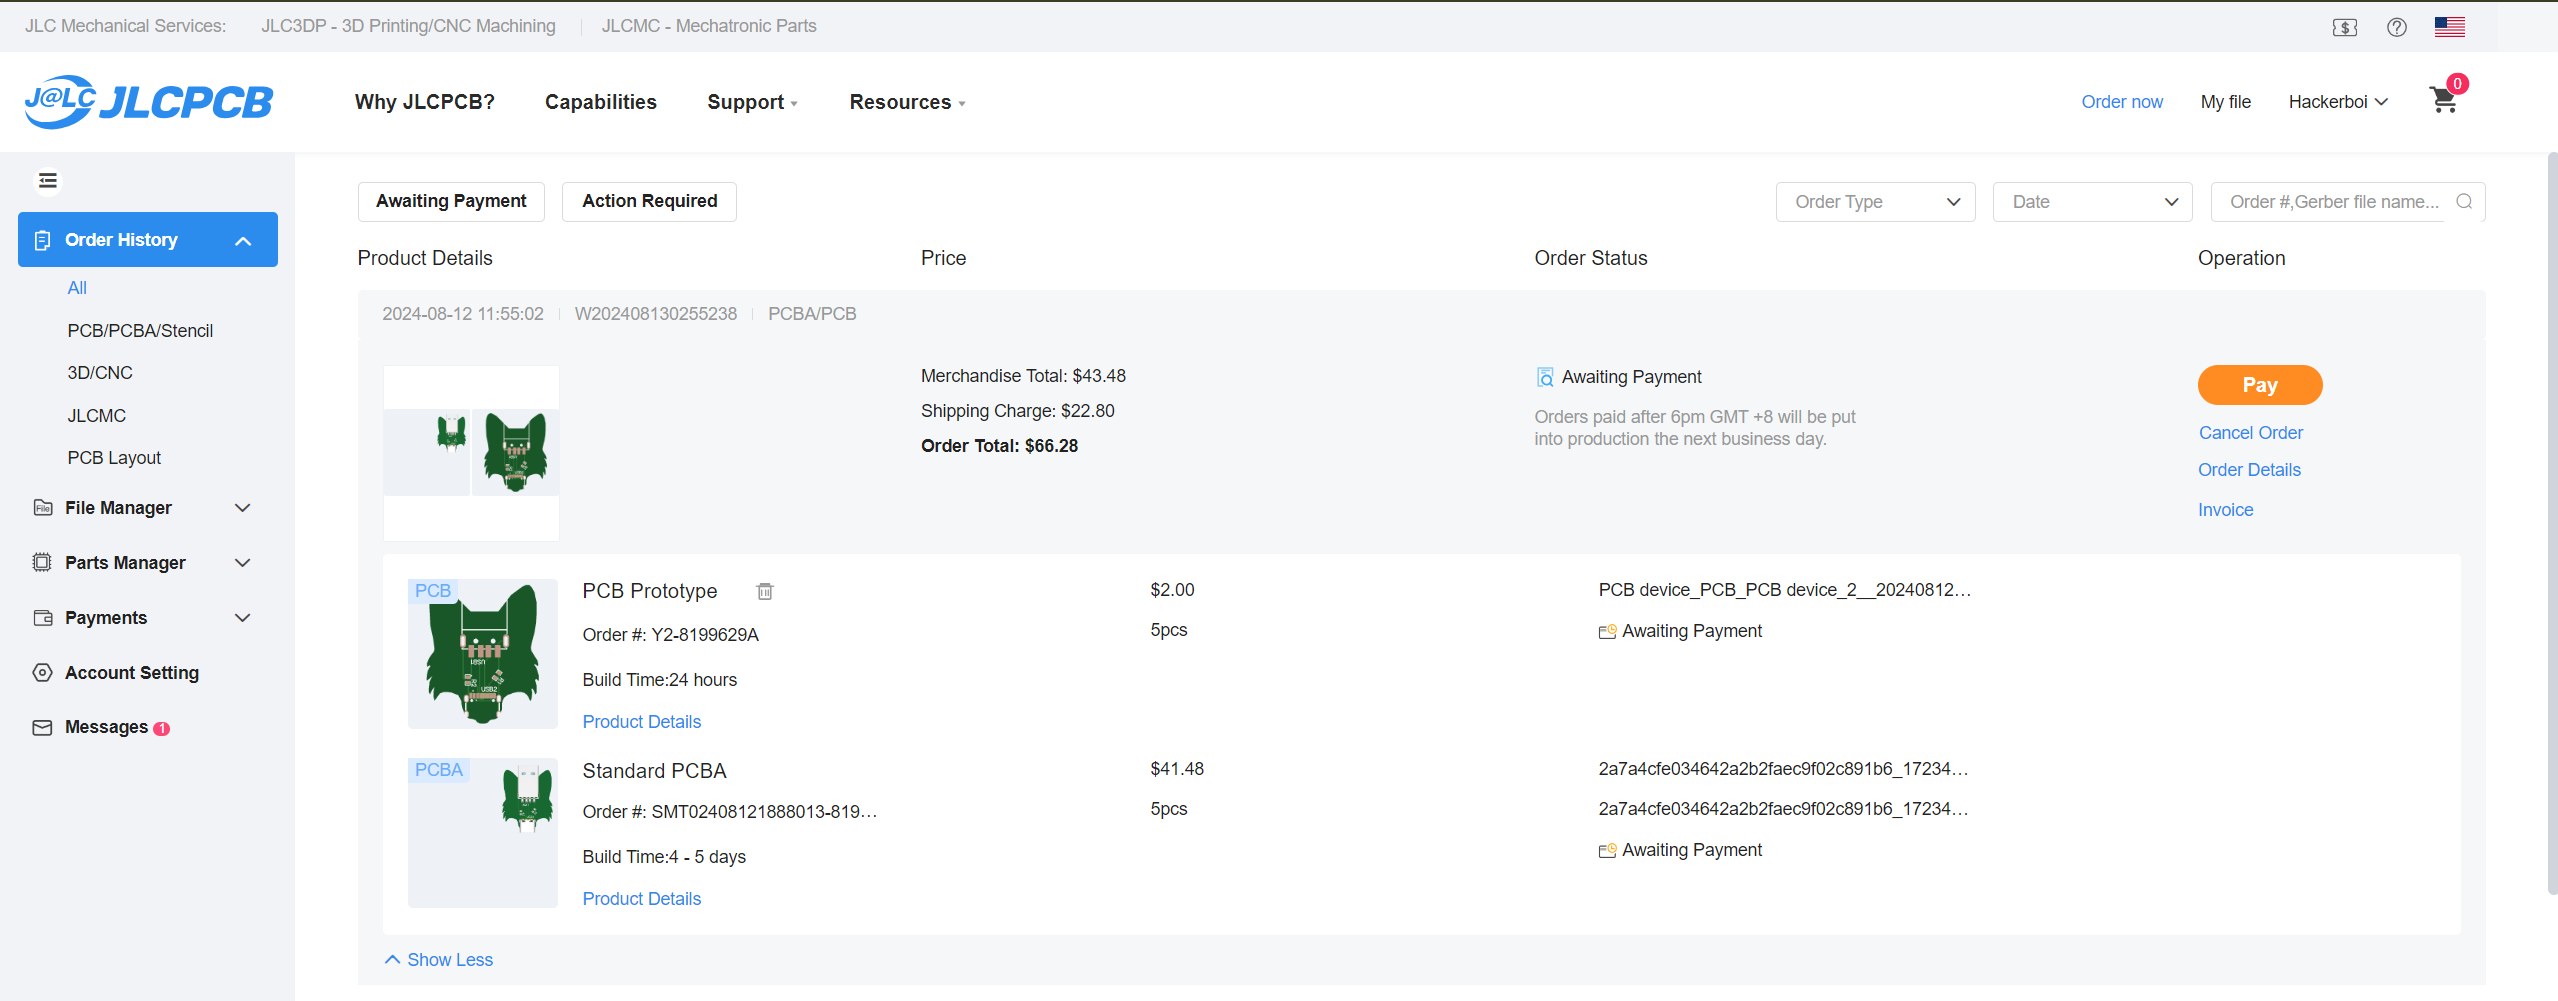 JLC Mechanical Services: JLC3DP - 3D Printing/CNC Machining JLCMC - Mechatronic Parts
J@LC JLCPCB Why JLCPCB? Capabilities Support Resources Order now My file Hackerboi 0
Awaiting Payment Action Required Order Type Date Order #,Gerber file name...
Order History
All
PCB/PCBA/Stencil
3D/CNC
JLCMC
PCB Layout
File Manager
Parts Manager
Payments
Account Setting
Messages 1
Product Details Price Order Status Operation
2024-08-12 11:55:02 W202408130255238 PCBA/PCB
Merchandise Total: $43.48
Shipping Charge: $22.80
Order Total: $66.28
Awaiting Payment
Orders paid after 6pm GMT +8 will be put
into production the next business day.
Pay
Cancel Order
Order Details
Invoice
PCB
USB1
USB2
PCB Prototype $2.00 PCB device_PCB_PCB device_2__20240812...
Order #: Y2-8199629A 5pcs Awaiting Payment
Build Time:24 hours
Product Details
PCBA
Standard PCBA $41.48 2a7a4cfe034642a2b2faec9f02c891b6_17234...
Order #: SMT02408121888013-819... 5pcs 2a7a4cfe034642a2b2faec9f02c891b6_17234...
Build Time:4 - 5 days Awaiting Payment
Product Details
Show Less